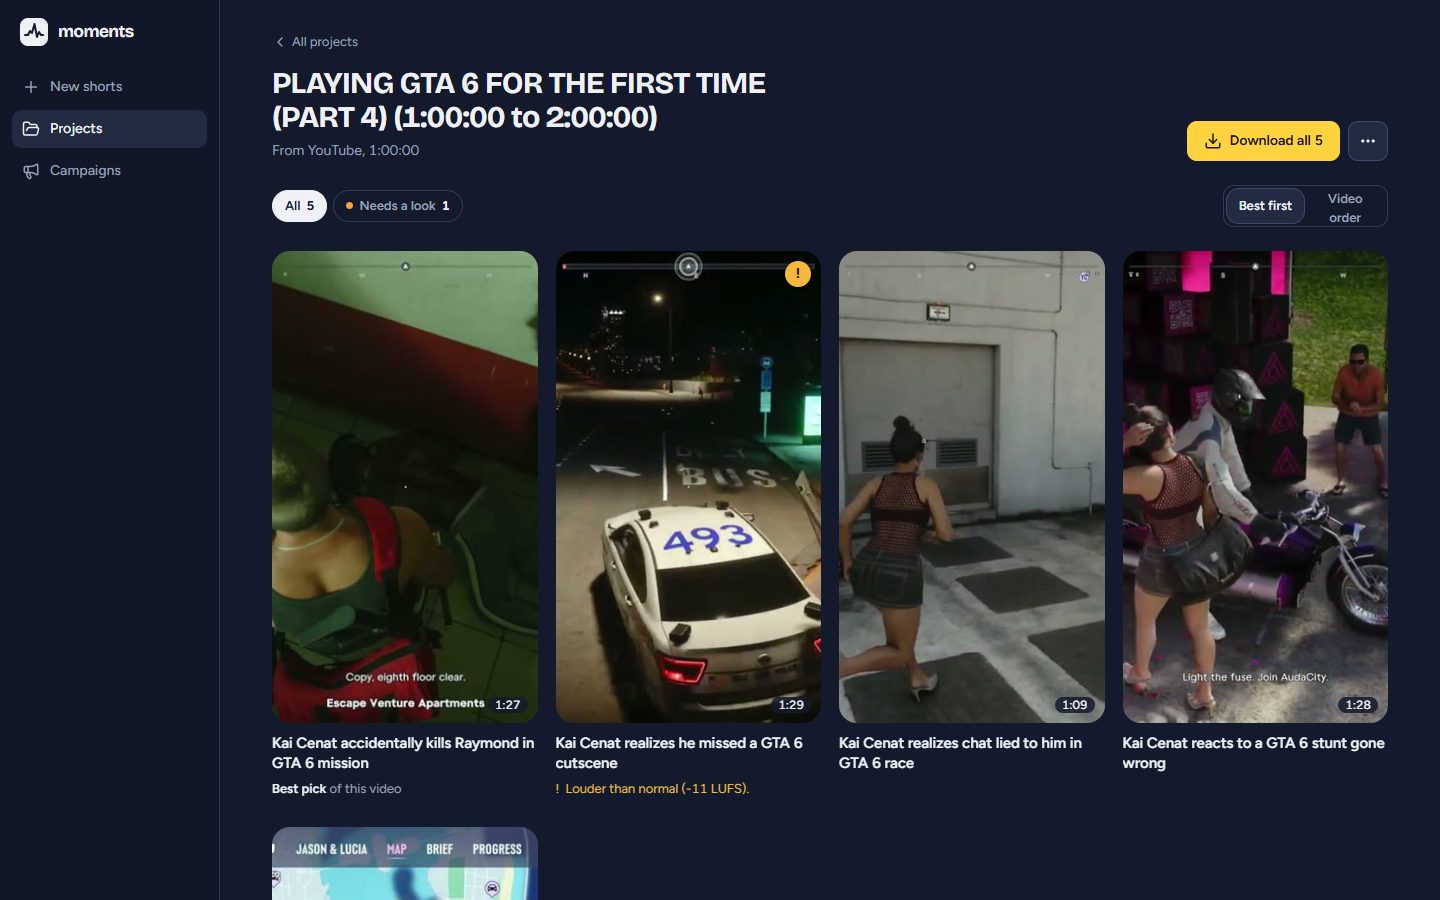 moments
New shorts
Projects
Campaigns
All projects
PLAYING GTA 6 FOR THE FIRST TIME
(PART 4) (1:00:00 to 2:00:00)
From YouTube, 1:00:00
Download all 5
All 5
Needs a look 1
Best first
Video
order
N
!
S
S
W
BUS
493
POLICE
Copy, eighth floor clear.
Escape Venture Apartments
1:27
1:29
1:09
Light the fuse. Join AudaCity.
1:28
Kai Cenat accidentally kills Raymond in
GTA 6 mission
Best pick of this video
Kai Cenat realizes he missed a GTA 6
cutscene
! Louder than normal (-11 LUFS).
Kai Cenat realizes chat lied to him in
GTA 6 race
Kai Cenat reacts to a GTA 6 stunt gone
wrong
JASON & LUCIA
MAP
BRIEF
PROGRESS